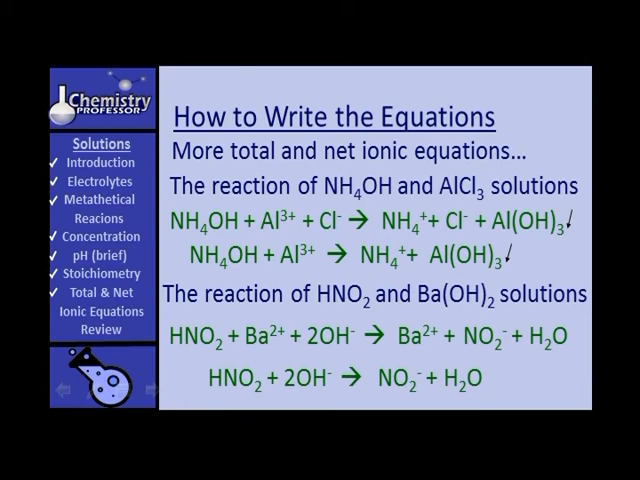 Chemistry
PROFESSOR
Solutions
✓ Introduction
✓ Electrolytes
✓ Metathetical
Reacions
✓ Concentration
✓ pH (brief)
✓ Stoichiometry
✓ Total & Net
Ionic Equations
Review
How to Write the Equations
More total and net ionic equations...
The reaction of NH₄OH and AlCl₃ solutions
NH₄OH + Al³⁺ + Cl⁻ → NH₄⁺+ Cl⁻ + Al(OH)₃↓
NH₄OH + Al³⁺ → NH₄⁺+ Al(OH)₃↓
The reaction of HNO₂ and Ba(OH)₂ solutions
HNO₂ + Ba²⁺ + 2OH⁻ → Ba²⁺ + NO₂⁻ + H₂O
HNO₂ + 2OH⁻ → NO₂⁻ + H₂O